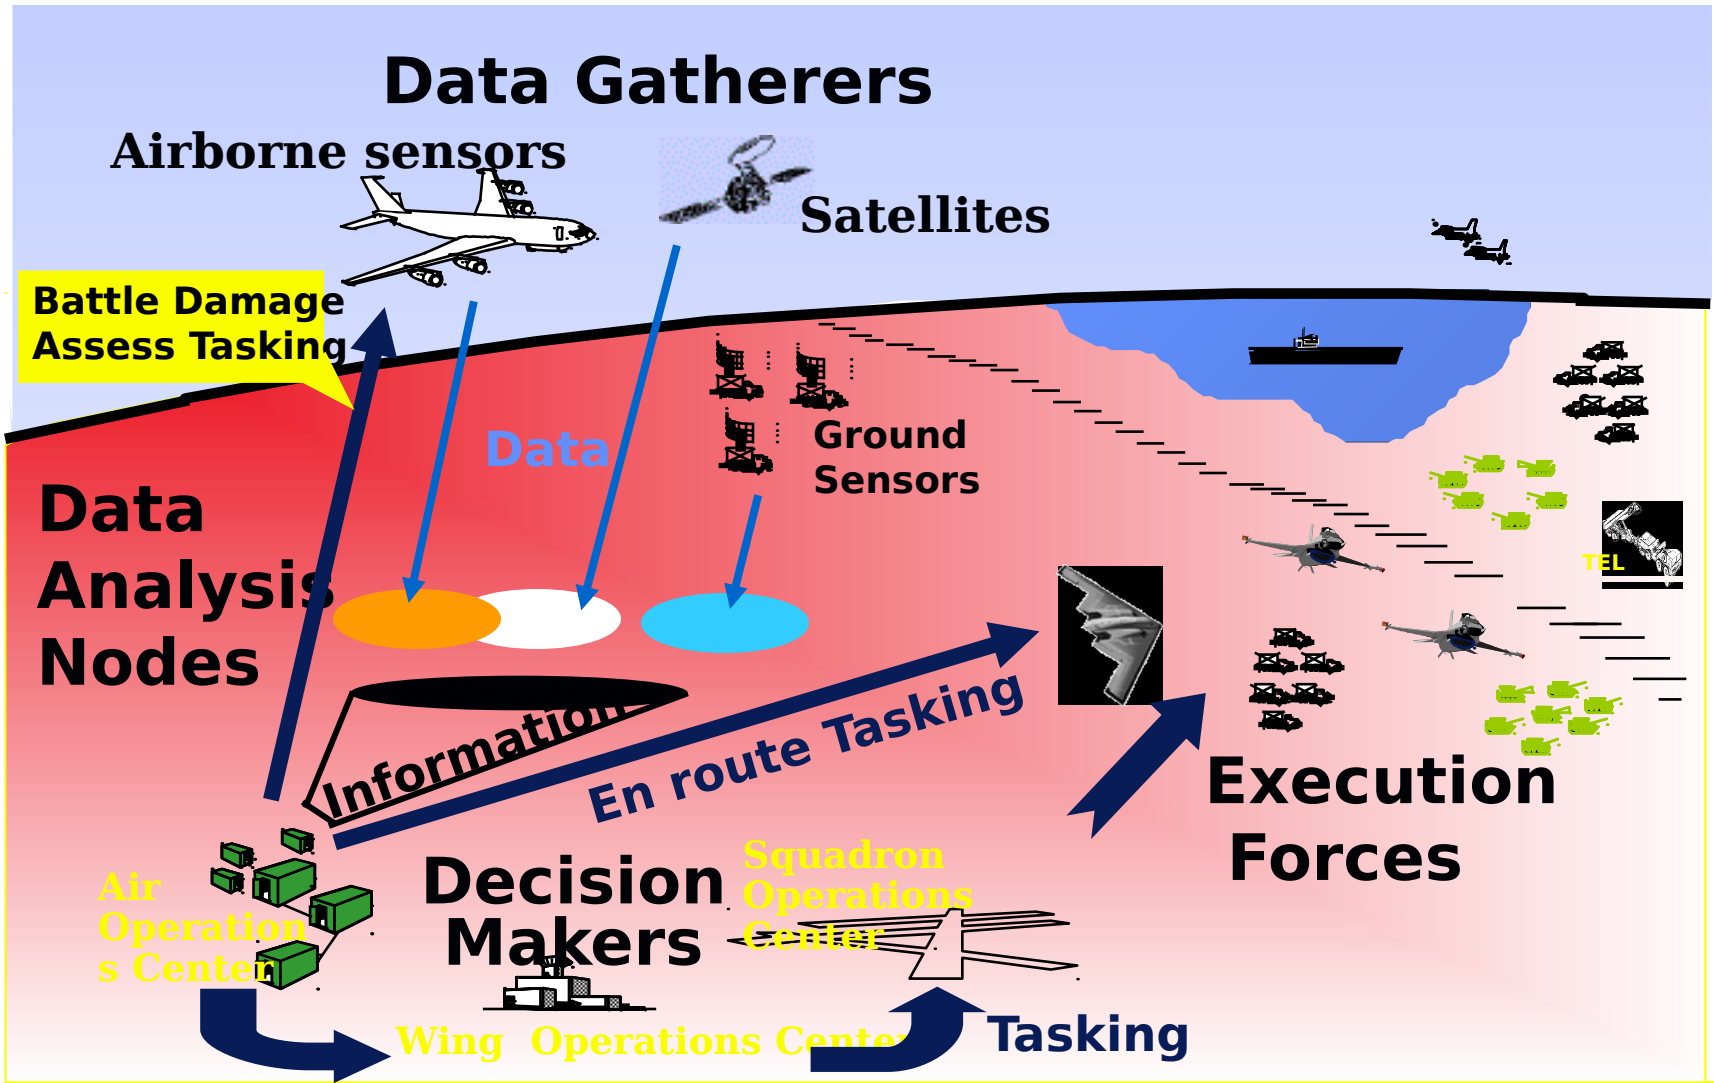 Data Gatherers
Airborne sensors
Satellites
Battle Damage
Assess Tasking
Data
Ground
Sensors
Data
Analysis
Nodes
TEL
Information
En route Tasking
Execution
Forces
Decision
Makers
Squadron
Operations
Center
Air
Operation
s Center
Wing  Operations Center
Tasking